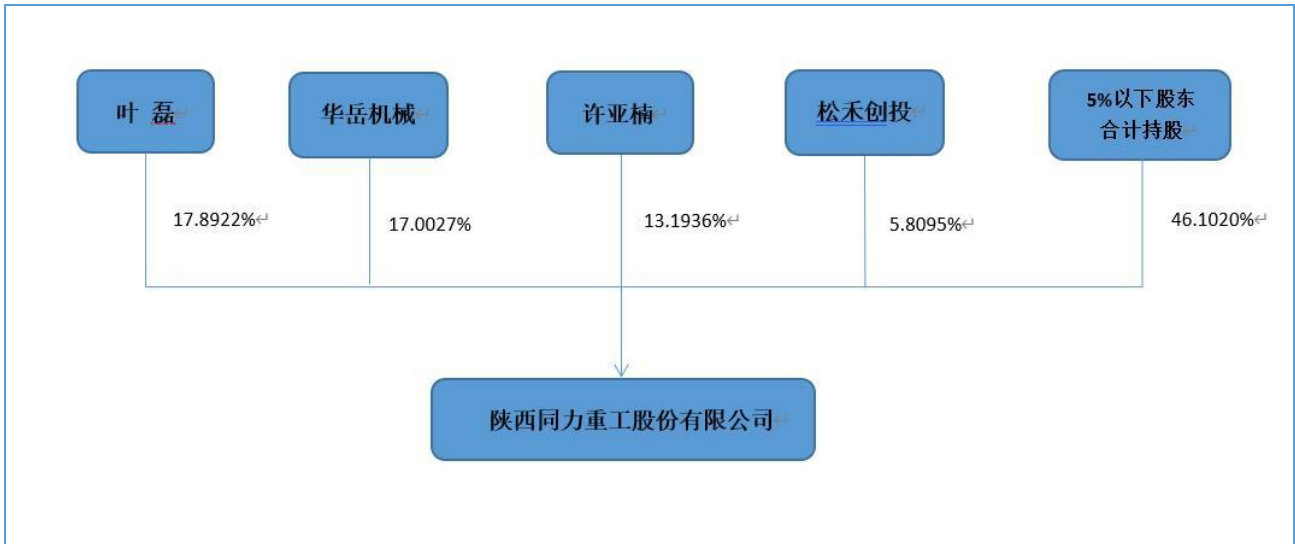 叶 磊
华岳机械
许亚楠
松禾创投
5%以下股东
合计持股
17.8922%
17.0027%
13.1936%
5.8095%
46.1020%
陕西同力重工股份有限公司